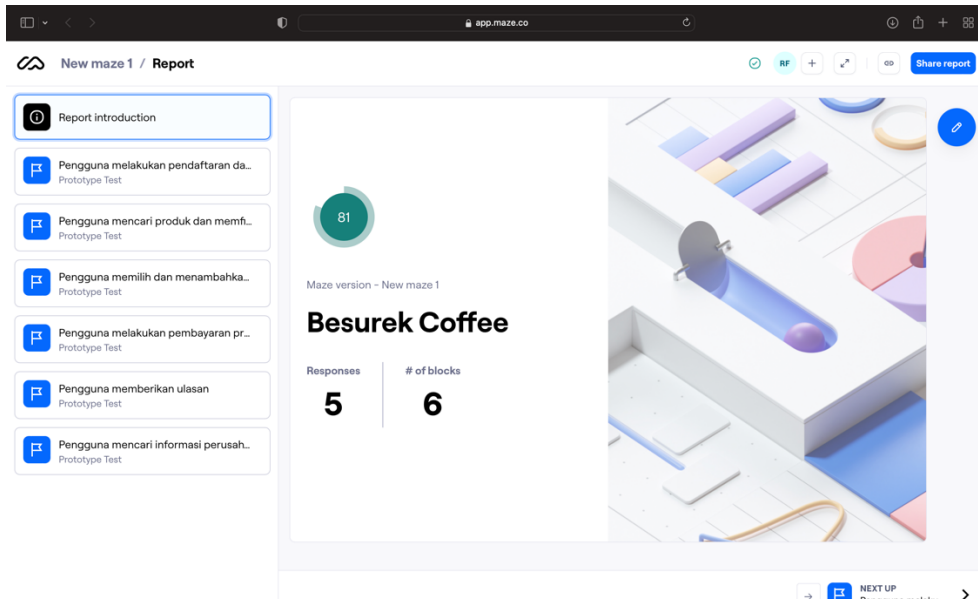 app.maze.co
New maze 1 / Report
RF
Share report
Report introduction
Pengguna melakukan pendaftaran da...
Prototype Test
Pengguna mencari produk dan memfi...
Prototype Test
Pengguna memilih dan menambahka...
Prototype Test
Pengguna melakukan pembayaran pr...
Prototype Test
Pengguna memberikan ulasan
Prototype Test
Pengguna mencari informasi perusah...
Prototype Test
81
Maze version - New maze 1
Besurek Coffee
Responses
# of blocks
5
6
NEXT UP